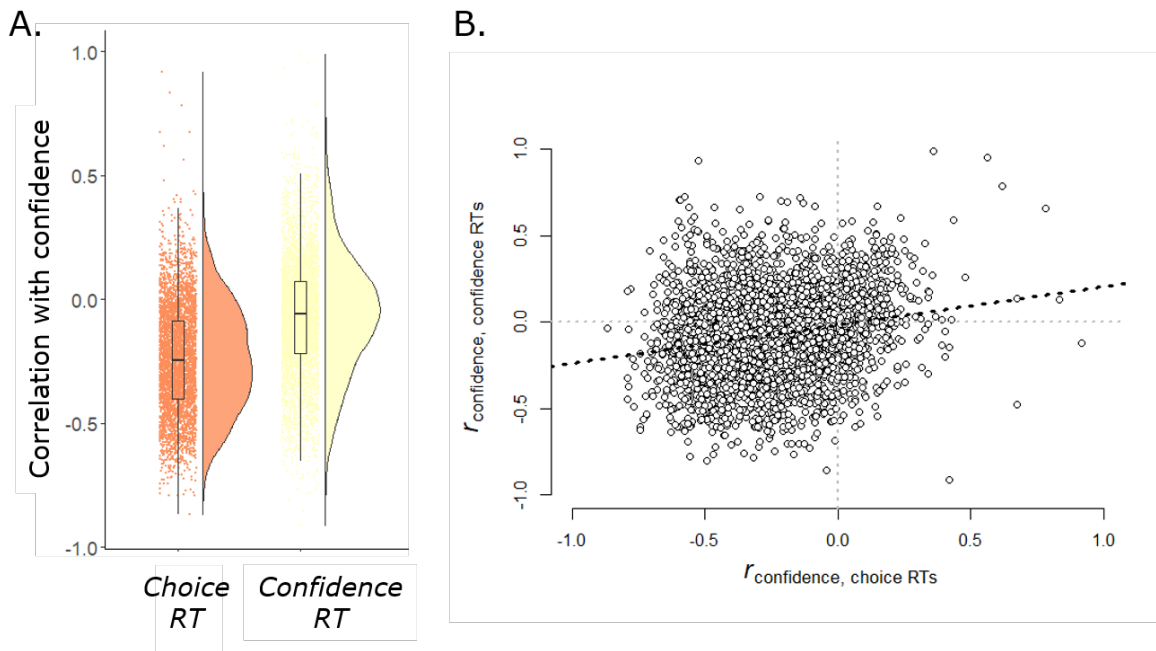 A.
B.
Correlation with confidence
1.0
0.5
0.0
-0.5
-1.0
Choice
RT
Confidence
RT
r confidence, confidence RTs
1.0
0.5
0.0
-0.5
-1.0
-1.0 -0.5 0.0 0.5 1.0
r confidence, choice RTs